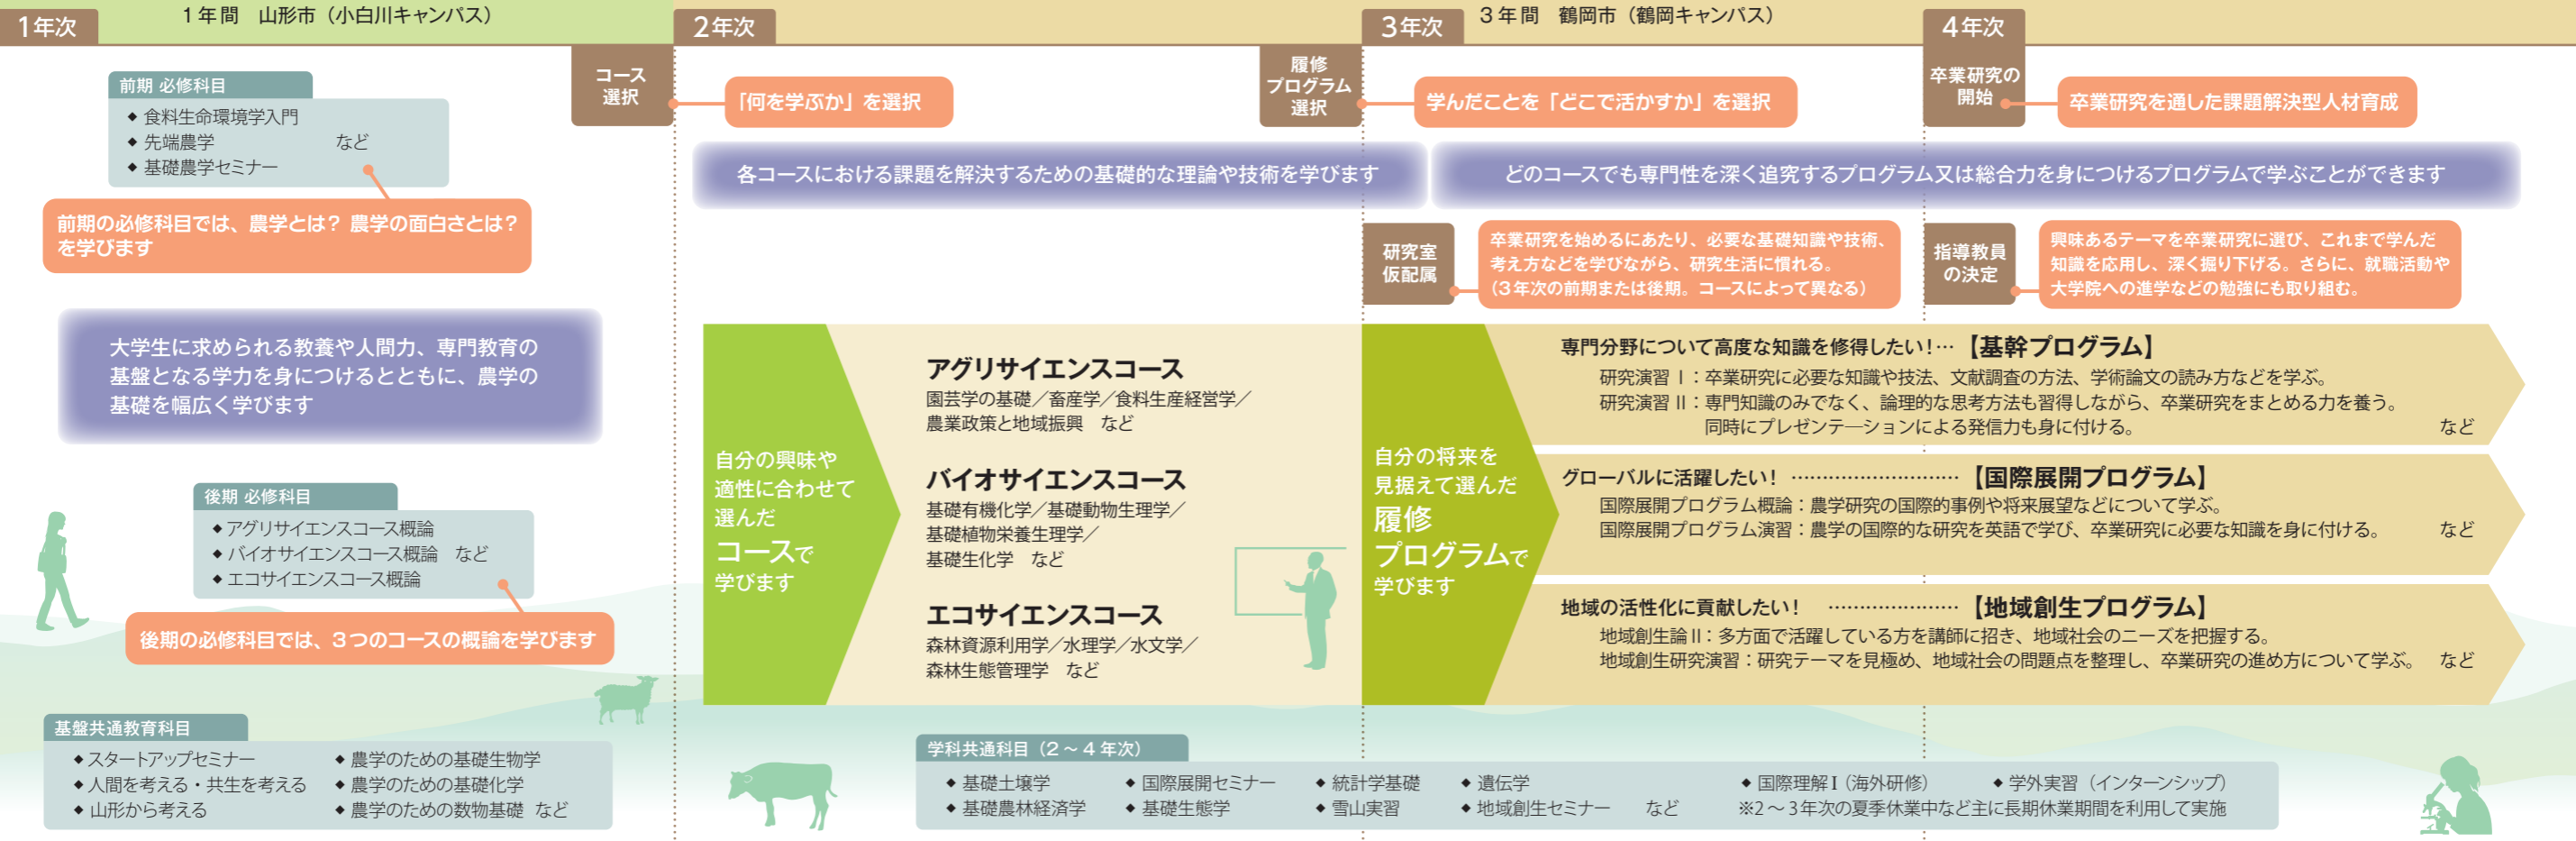 1年次
1年間　山形市（小白川キャンパス）
2年次
3年次
3年間　鶴岡市（鶴岡キャンパス）
4年次
前期 必修科目
◆ 食料生命環境学入門
◆ 先端農学　など
◆ 基礎農学セミナー
前期の必修科目では、農学とは？ 農学の面白さとは？
を学びます
大学生に求められる教養や人間力、専門教育の
基盤となる学力を身につけるとともに、農学の
基礎を幅広く学びます
後期 必修科目
◆ アグリサイエンスコース概論
◆ バイオサイエンスコース概論　など
◆ エコサイエンスコース概論
後期の必修科目では、3つのコースの概論を学びます
基盤共通教育科目
◆ スタートアップセミナー
◆ 人間を考える・共生を考える
◆ 山形から考える
◆ 農学のための基礎生物学
◆ 農学のための基礎化学
◆ 農学のための数物基礎 など
コース
選択
「何を学ぶか」を選択
履修
プログラム
選択
学んだことを「どこで活かすか」を選択
卒業研究の
開始
卒業研究を通した課題解決型人材育成
各コースにおける課題を解決するための基礎的な理論や技術を学びます
どのコースでも専門性を深く追究するプログラム又は総合力を身につけるプログラムで学ぶことができます
研究室
仮配属
卒業研究を始めるにあたり、必要な基礎知識や技術、
考え方などを学びながら、研究生活に慣れる。
（3年次の前期または後期。コースによって異なる）
指導教員
の決定
興味あるテーマを卒業研究に選び、これまで学んだ
知識を応用し、深く掘り下げる。さらに、就職活動や
大学院への進学などの勉強にも取り組む。
自分の興味や
適性に合わせて
選んだ
コースで
学びます
アグリサイエンスコース
園芸学の基礎／畜産学／食料生産経営学／
農業政策と地域振興　など
バイオサイエンスコース
基礎有機化学／基礎動物生理学／
基礎植物栄養生理学／
基礎生化学　など
エコサイエンスコース
森林資源利用学／水理学／水文学／
森林生態管理学　など
自分の将来を
見据えて選んだ
履修
プログラムで
学びます
専門分野について高度な知識を修得したい！…【基幹プログラム】
研究演習Ⅰ：卒業研究に必要な知識や技法、文献調査の方法、学術論文の読み方などを学ぶ。
研究演習Ⅱ：専門知識のみでなく、論理的な思考方法も習得しながら、卒業研究をまとめる力を養う。
同時にプレゼンテーションによる発信力も身に付ける。　など
グローバルに活躍したい！ ………………………【国際展開プログラム】
国際展開プログラム概論：農学研究の国際的事例や将来展望などについて学ぶ。
国際展開プログラム演習：農学の国際的な研究を英語で学び、卒業研究に必要な知識を身に付ける。　など
地域の活性化に貢献したい！ …………………【地域創生プログラム】
地域創生論Ⅱ：多方面で活躍している方を講師に招き、地域社会のニーズを把握する。
地域創生研究演習：研究テーマを見極め、地域社会の問題点を整理し、卒業研究の進め方について学ぶ。　など
学科共通科目（2～4年次）
◆ 基礎土壌学　◆ 国際展開セミナー　◆ 統計学基礎　◆ 遺伝学　◆ 国際理解Ⅰ（海外研修）　◆ 学外実習（インターンシップ）
◆ 基礎農林経済学　◆ 基礎生態学　◆ 雪山実習　◆ 地域創生セミナー　など　※2～3年次の夏季休業中など主に長期休業期間を利用して実施